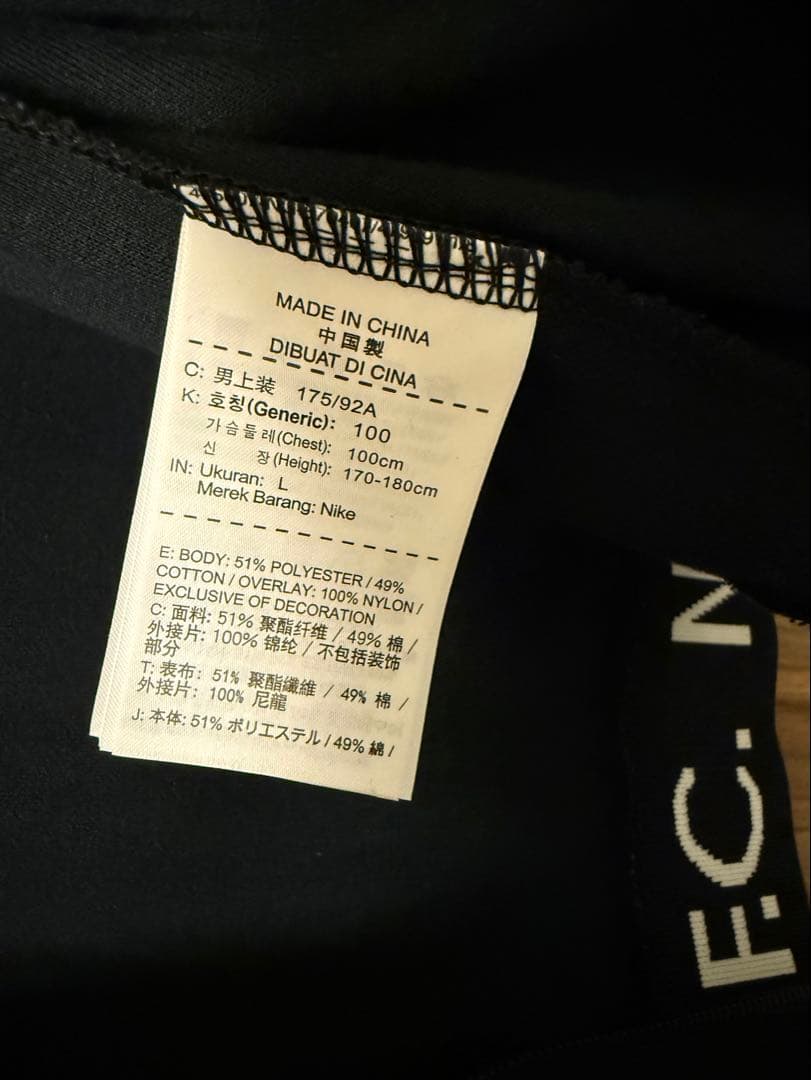 MADE IN CHINA
中国製
DIBUAT DI CINA
C: 男上装 175/92A
K: 호칭(Generic): 100
가슴둘레(Chest): 100cm
신 장(Height): 170-180cm
IN: Ukuran: L
Merek Barang: Nike
E: BODY: 51% POLYESTER / 49%
COTTON / OVERLAY: 100% NYLON /
EXCLUSIVE OF DECORATION
C: 面料: 51% 聚酯纤维 / 49% 棉 /
外接片: 100% 锦纶 / 不包括装饰
部分
T: 表布: 51% 聚酯纖維 / 49% 棉 /
外接片: 100% 尼龍
J: 本体: 51% ポリエステル / 49% 綿 /
F.C. N